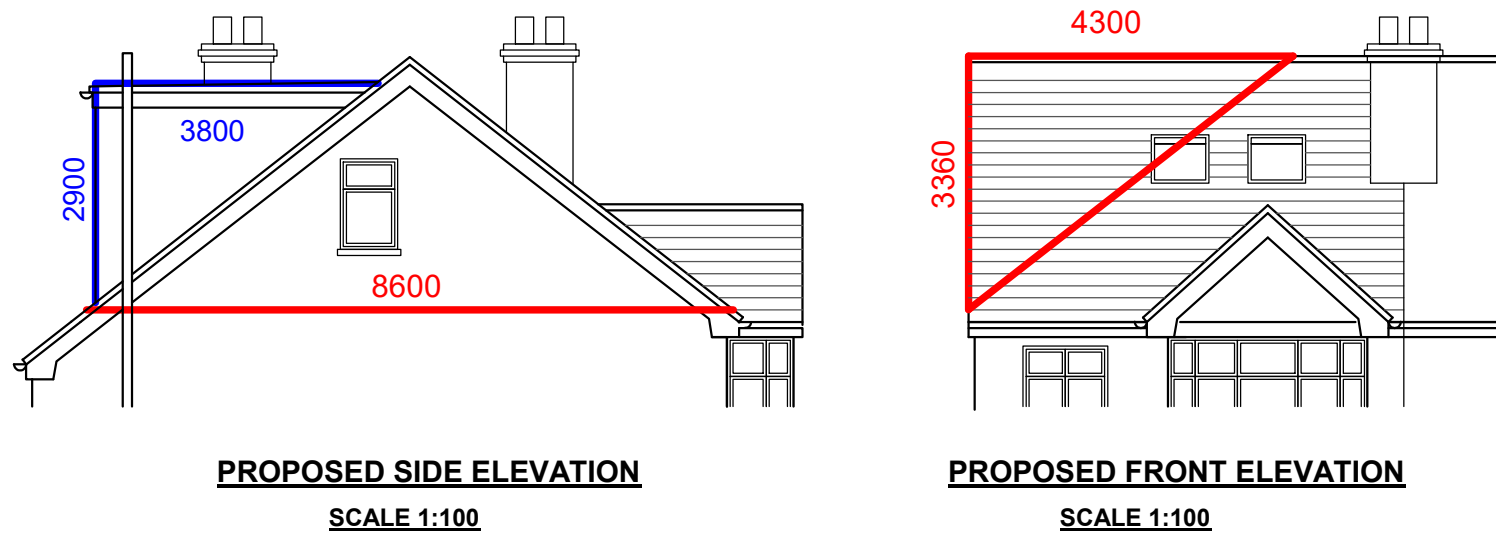 4300
3800
2900
3360
8600
PROPOSED SIDE ELEVATION
SCALE 1:100
PROPOSED FRONT ELEVATION
SCALE 1:100